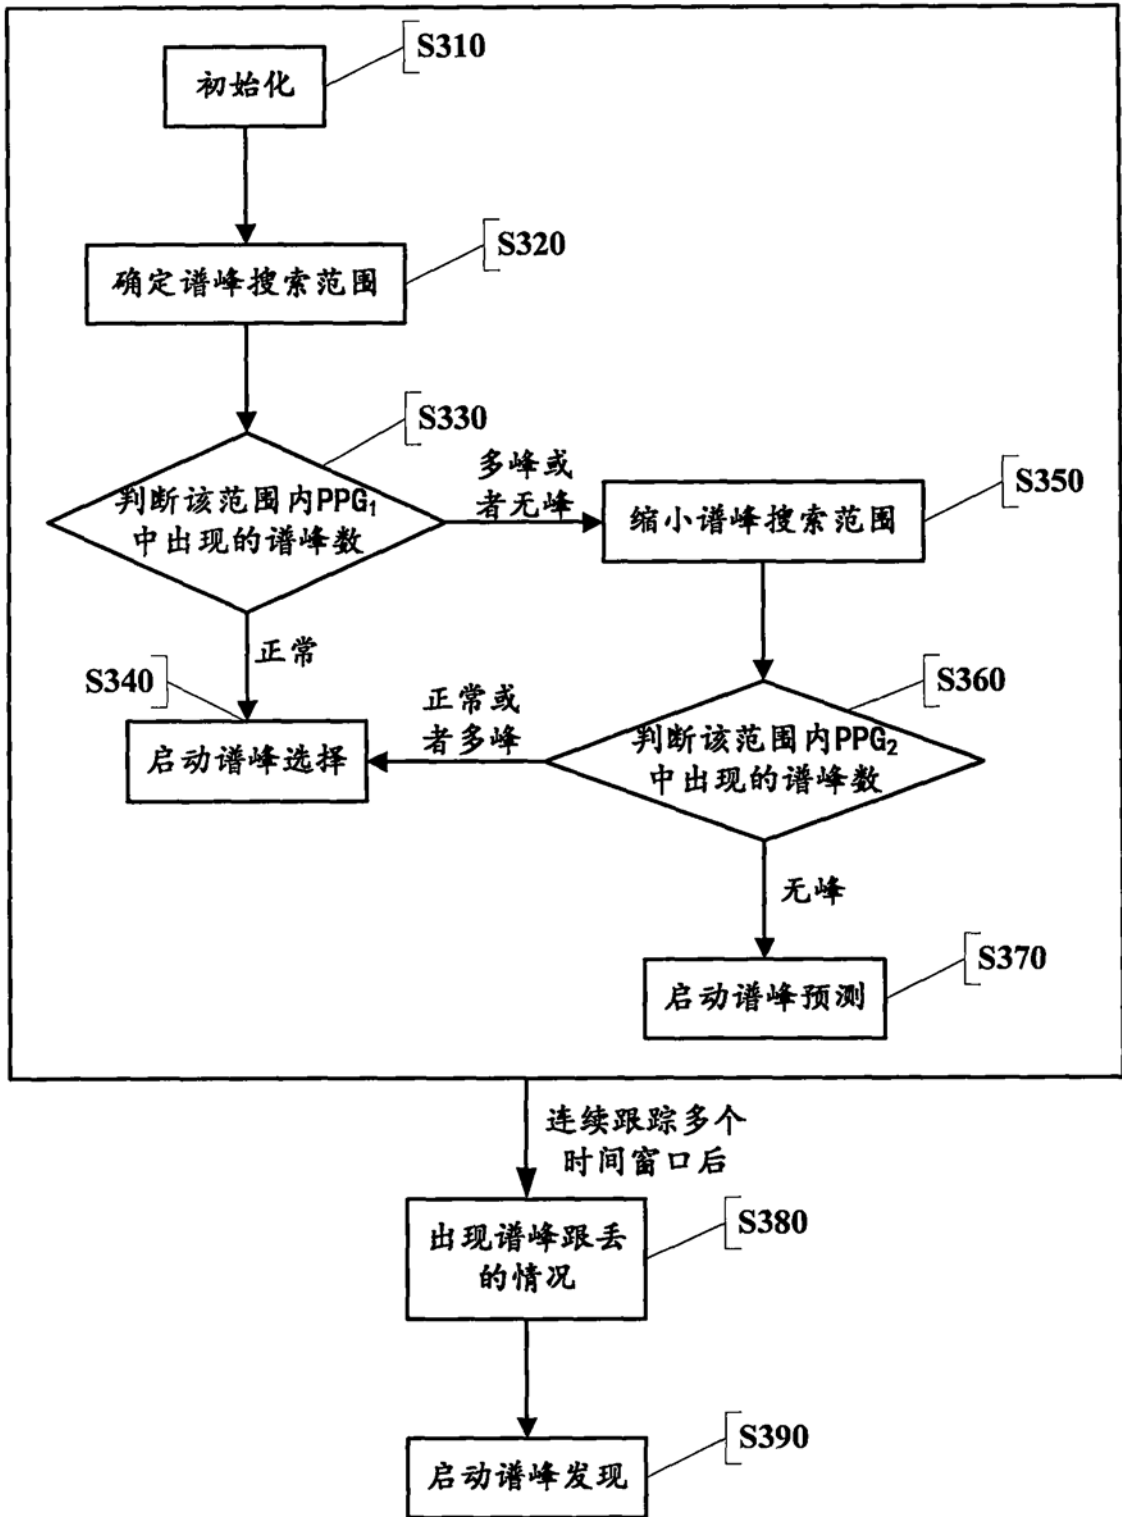 S310
初始化
S320
确定谱峰搜索范围
S330
判断该范围内PPG₁
中出现的谱峰数
多峰或
者无峰
S350
缩小谱峰搜索范围
正常
S340
启动谱峰选择
正常或
者多峰
S360
判断该范围内PPG₂
中出现的谱峰数
无峰
S370
启动谱峰预测
连续跟踪多个
时间窗口后
S380
出现谱峰跟丢
的情况
S390
启动谱峰发现